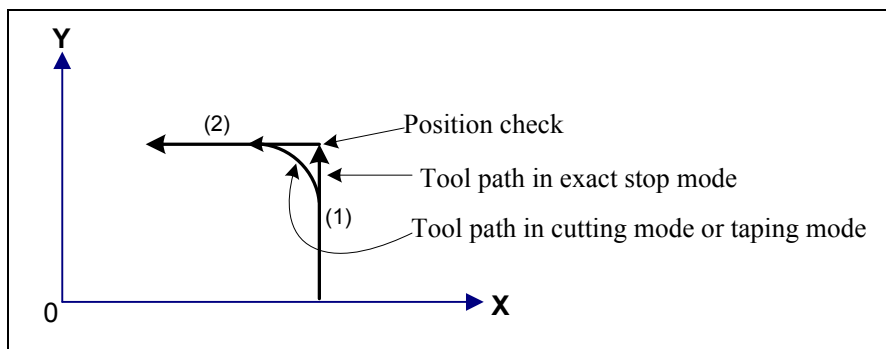 Y
(2)
Position check
Tool path in exact stop mode
(1)
Tool path in cutting mode or taping mode
0
X